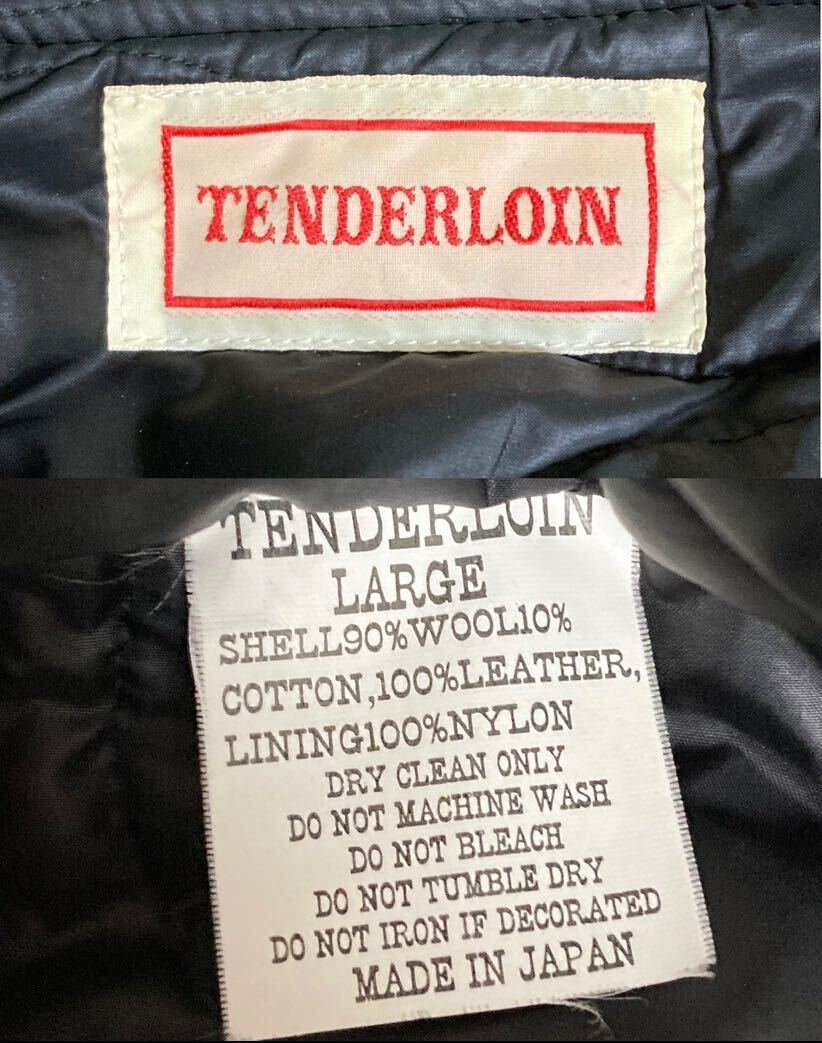 TENDERLOIN
TENDERLOIN
LARGE
SHELL90%WOOL10%
COTTON,100%LEATHER,
LINING100%NYLON
DRY CLEAN ONLY
DO NOT MACHINE WASH
DO NOT BLEACH
DO NOT TUMBLE DRY
DO NOT IRON IF DECORATED
MADE IN JAPAN